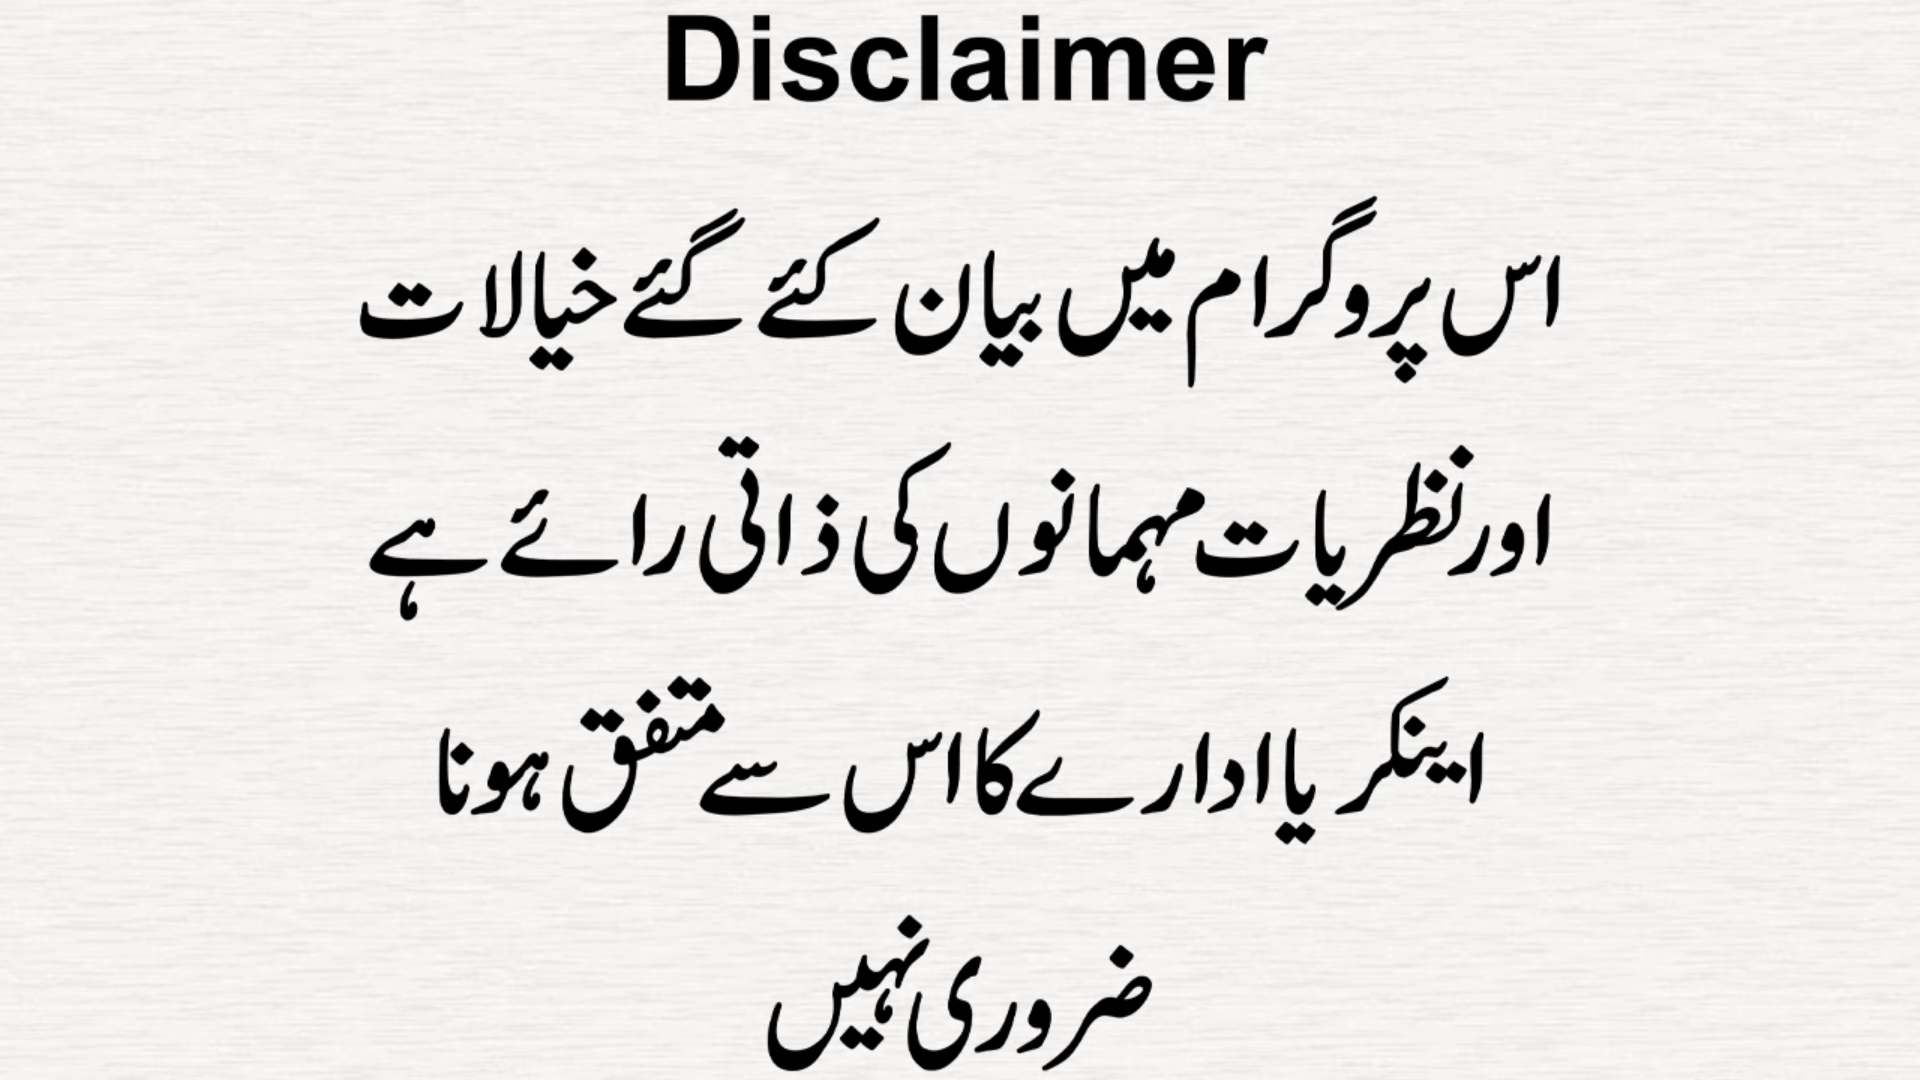 Disclaimer
اس پروگرام میں بیان کئے گئے خیالات
اور نظریات مہمانوں کی ذاتی رائے ہے
اینکر یا ادارے کا اس سے متفق ہونا
ضروری نہیں